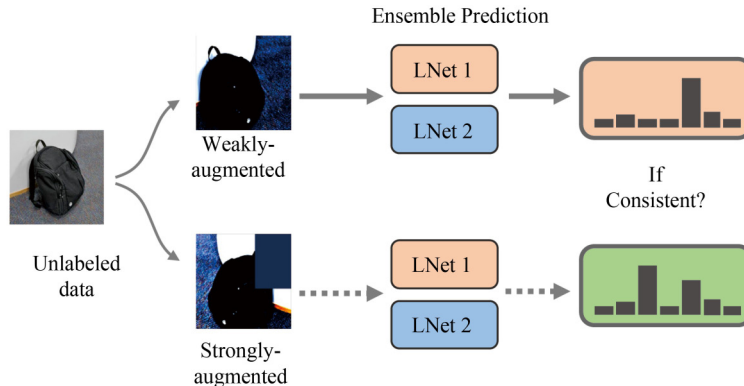 Ensemble Prediction
LNet 1
LNet 2
Weakly-
augmented
If
Consistent?
Unlabeled
data
LNet 1
LNet 2
Strongly-
augmented